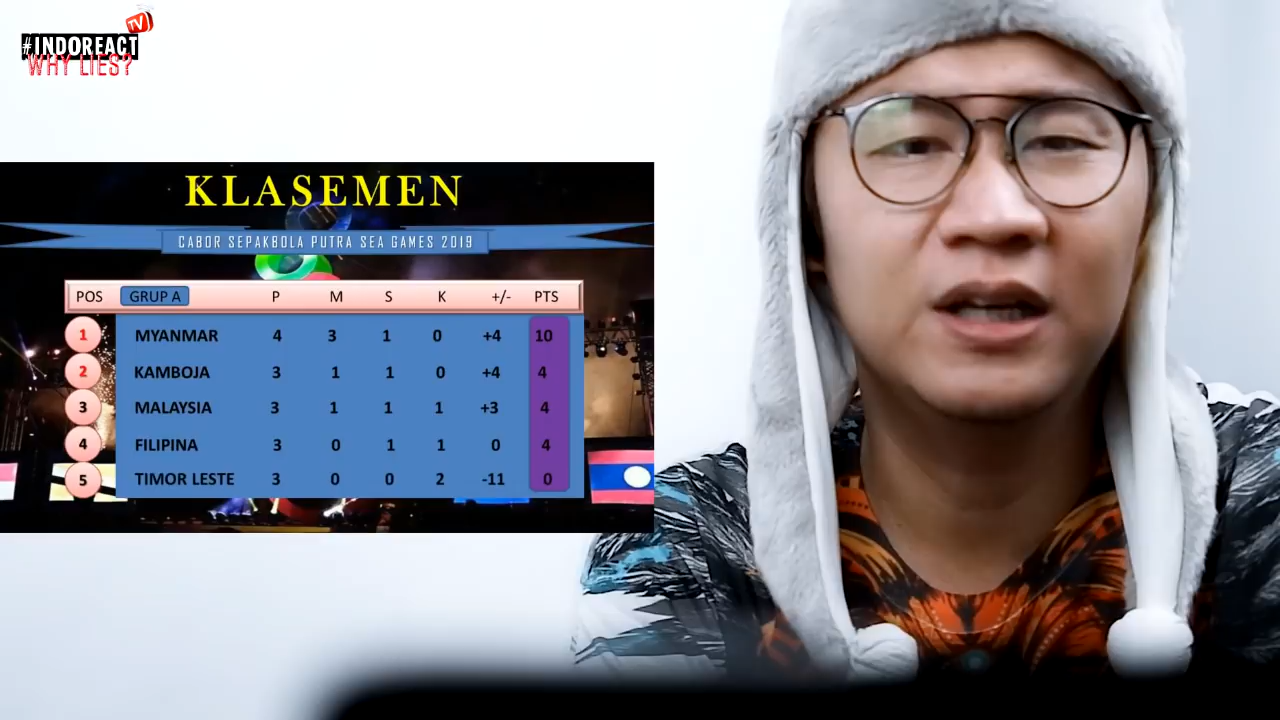 TV
#INDOREACT
WHY LIES?
KLASEMEN
CABOR SEPAKBOLA PUTRA SEA GAMES 2019
POS GRUP A P M S K +/- PTS
1 MYANMAR 4 3 1 0 +4 10
2 KAMBOJA 3 1 1 0 +4 4
3 MALAYSIA 3 1 1 1 +3 4
4 FILIPINA 3 0 1 1 0 4
5 TIMOR LESTE 3 0 0 2 -11 0